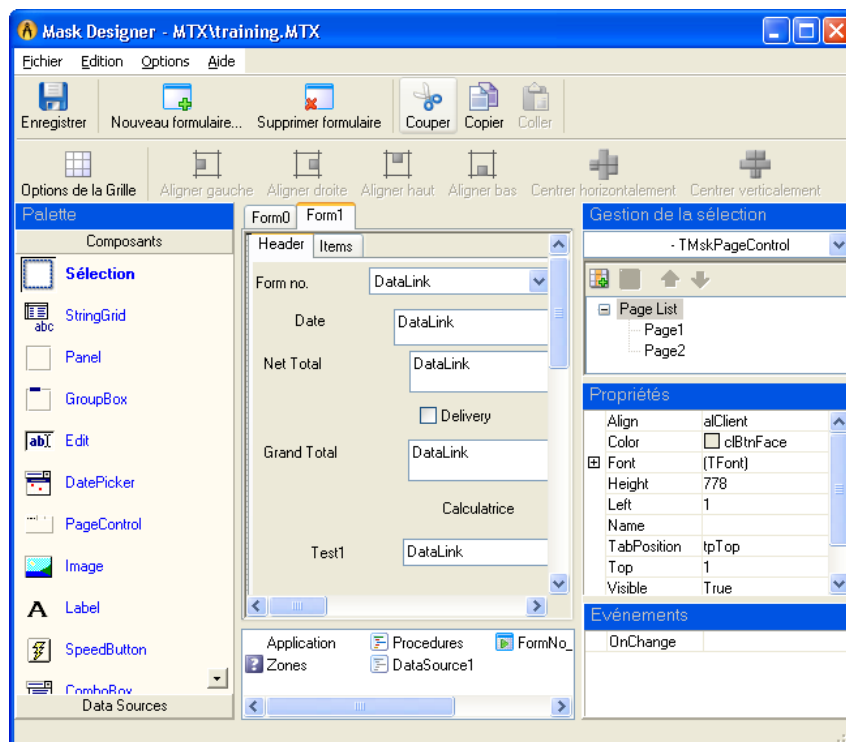 Mask Designer - MTX\training.MTX
Fichier Edition Options Aide
Enregistrer Nouveau formulaire... Supprimer formulaire Couper Copier Coller
Options de la Grille Aligner gauche Aligner droite Aligner haut Aligner bas Centrer horizontalement Centrer verticalement
Palette
Composants
Sélection
abc
StringGrid
Panel
GroupBox
ab
Edit
DatePicker
PageControl
Image
A Label
SpeedButton
ComboBox
Data Sources
Form0 Form1
Header Items
Form no. DataLink
Date DataLink
Net Total DataLink
Delivery
Grand Total DataLink
Calculatrice
Test1 DataLink
Application Procedures FormNo_
Zones DataSource1
Gestion de la sélection
- TMskPageControl
Page List
Page1
Page2
Propriétés
Align alClient
Color clBtnFace
Font (TFont)
Height 778
Left 1
Name
TabPosition tpTop
Top 1
Visible True
Evénements
OnChange